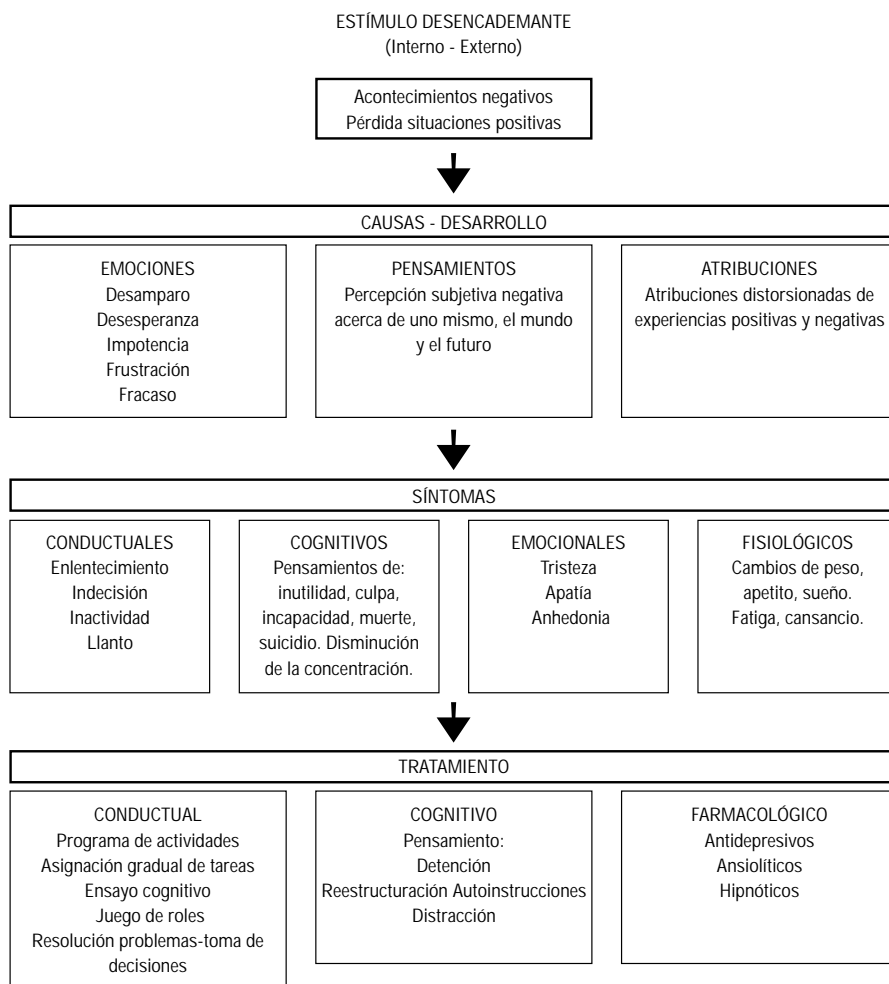 ESTÍMULO DESENCADEMANTE
(Interno - Externo)
Acontecimientos negativos
Pérdida situaciones positivas
CAUSAS - DESARROLLO
EMOCIONES
Desamparo
Desesperanza
Impotencia
Frustración
Fracaso
PENSAMIENTOS
Percepción subjetiva negativa
acerca de uno mismo, el mundo
y el futuro
ATRIBUCIONES
Atribuciones distorsionadas de
experiencias positivas y negativas
SÍNTOMAS
CONDUCTUALES
Enlentecimiento
Indecisión
Inactividad
Llanto
COGNITIVOS
Pensamientos de:
inutilidad, culpa,
incapacidad, muerte,
suicidio. Disminución
de la concentración.
EMOCIONALES
Tristeza
Apatía
Anhedonia
FISIOLÓGICOS
Cambios de peso,
apetito, sueño.
Fatiga, cansancio.
TRATAMIENTO
CONDUCTUAL
Programa de actividades
Asignación gradual de tareas
Ensayo cognitivo
Juego de roles
Resolución problemas-toma de
decisiones
COGNITIVO
Pensamiento:
Detención
Reestructuración Autoinstrucciones
Distracción
FARMACOLÓGICO
Antidepresivos
Ansiolíticos
Hipnóticos